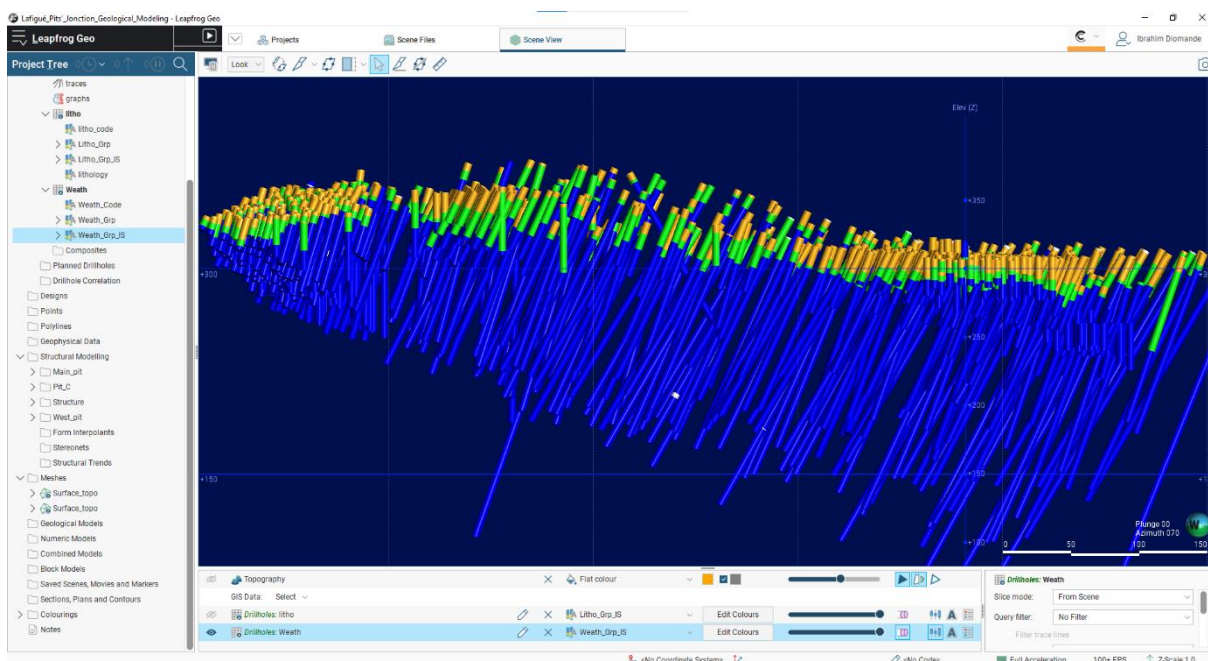 Lafigué_Pits'_Jonction_Geological_Modeling - Leapfrog Geo
Leapfrog Geo
Projects
Scene Files
Scene View
Ibrahim Diomande
Project Tree
Look
traces
graphs
litho
litho_code
Litho_Grp
Litho_Grp_IS
lithology
Weath
Weath_Code
Weath_Grp
Weath_Grp_IS
Composites
Planned Drillholes
Drillhole Correlation
Designs
Points
Polylines
Geophysical Data
Structural Modelling
Main_pit
Pit_C
Structure
West_pit
Form Interpolants
Stereonets
Structural Trends
Meshes
Surface_topo
Surface_topo
Geological Models
Numeric Models
Combined Models
Block Models
Saved Scenes, Movies and Markers
Sections, Plans and Contours
Colourings
Notes
Elev (Z)
+350
+300
+250
+200
+150
+150
Plunge 00
Azimuth 070
W
0 50 100 150
Topography
Flat colour
GIS Data: Select
Drillholes: litho
Litho_Grp_IS
Edit Colours
Drillholes: Weath
Weath_Grp_IS
Edit Colours
Drillholes: Weath
Slice mode: From Scene
Query filter: No Filter
Filter trace lines
<No Coordinate System>
Full Acceleration
100+ FPS
Z-Scale 1.0